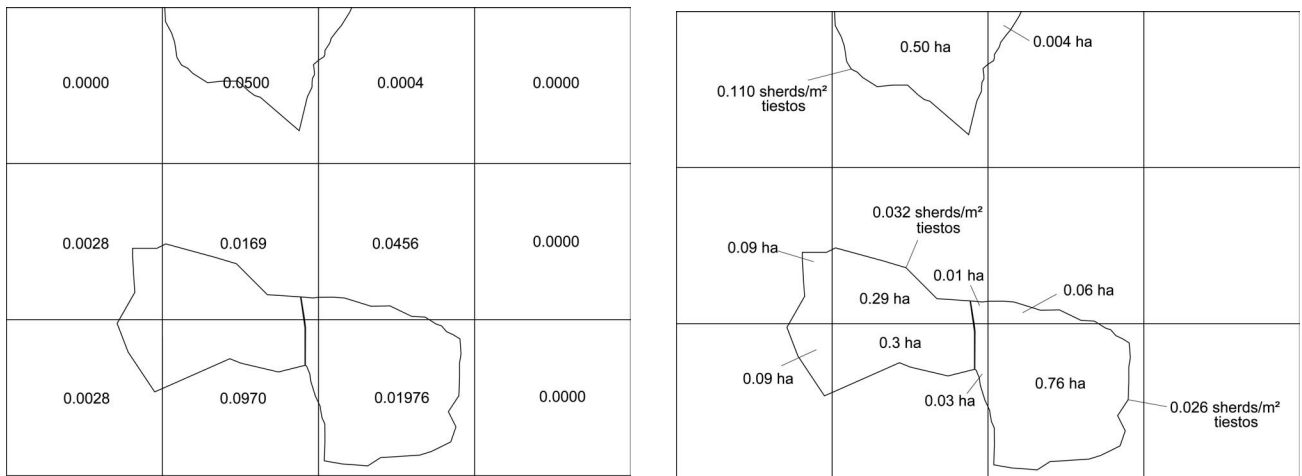 0.0000
0.0500
0.0004
0.0000
0.0028
0.0169
0.0456
0.0000
0.0028
0.0970
0.01976
0.0000
0.50 ha
0.004 ha
0.110 sherds/m²
tiestos
0.032 sherds/m²
tiestos
0.09 ha
0.01 ha
0.29 ha
0.06 ha
0.3 ha
0.09 ha
0.03 ha
0.76 ha
0.026 sherds/m²
tiestos